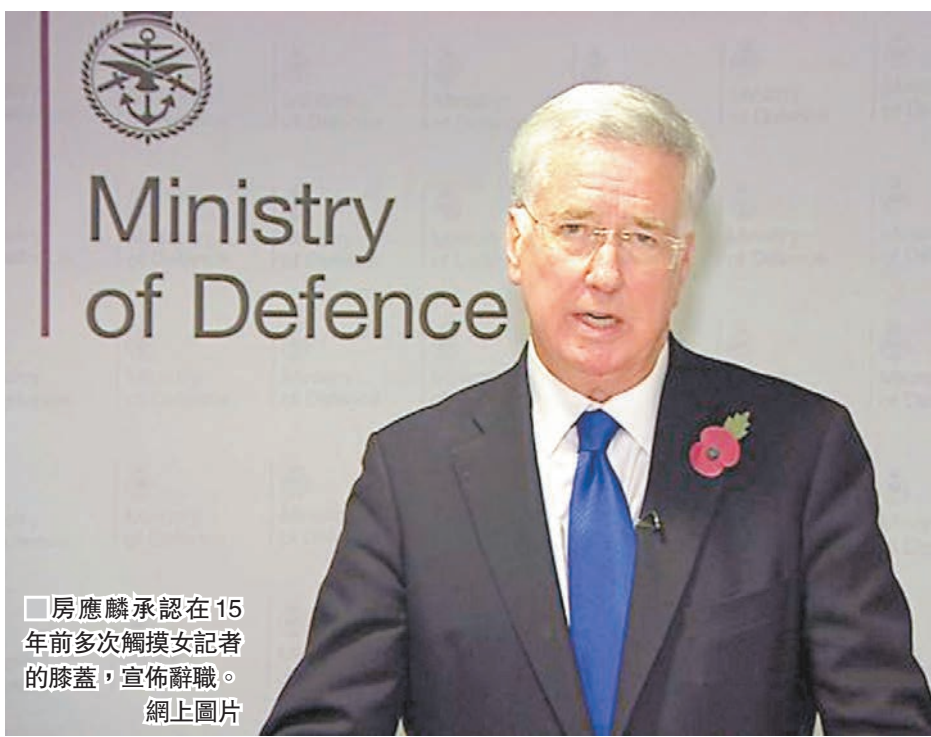 Ministry
of Defence
□房應麟承認在15
年前多次觸摸女記者
的膝蓋，宣佈辭職。
網上圖片